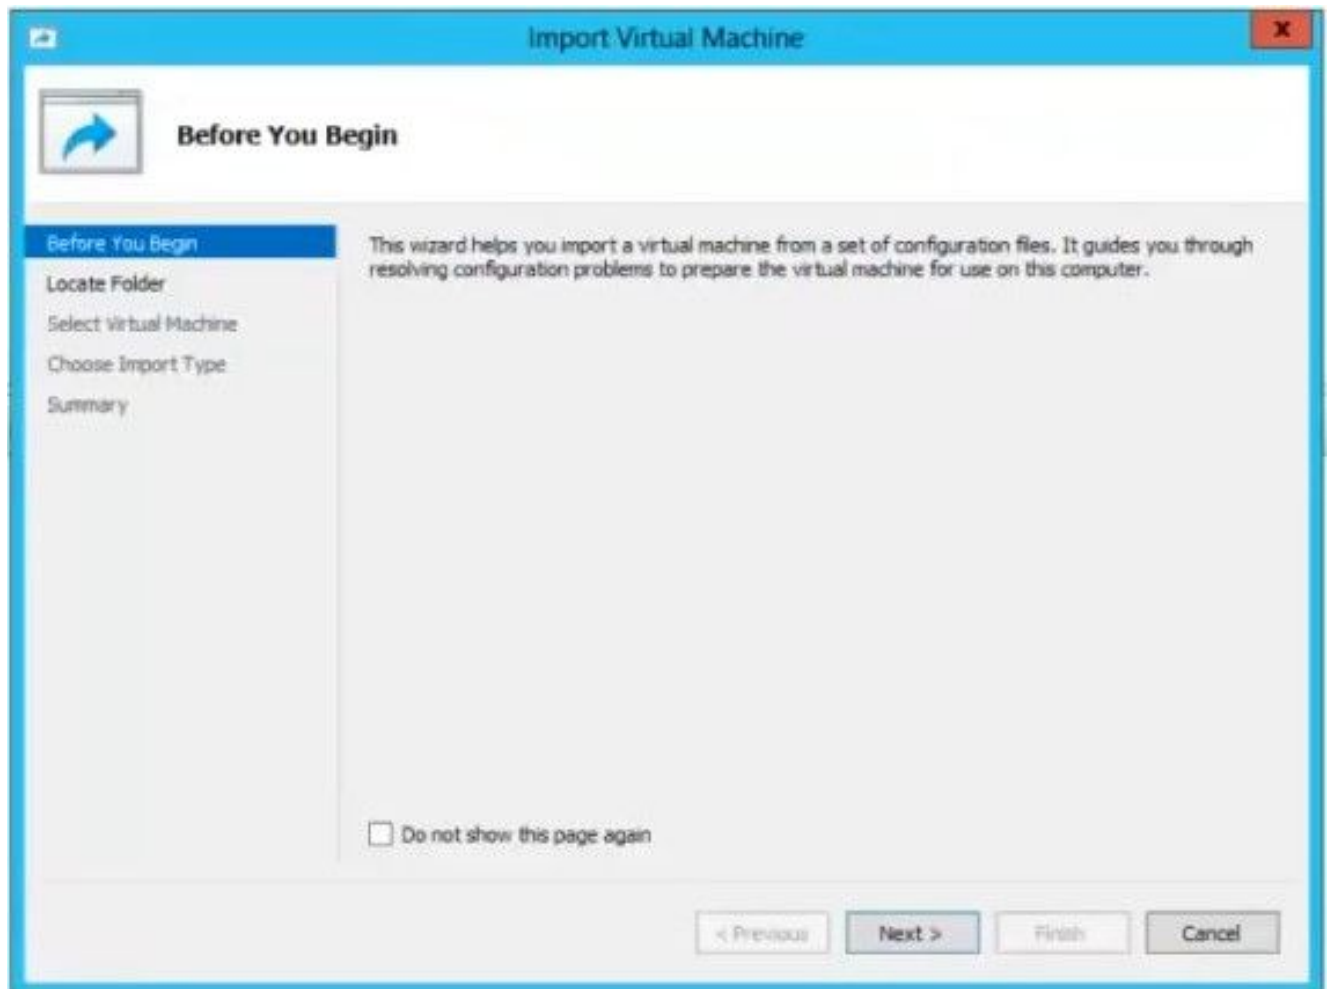 Import Virtual Machine
X
Before You Begin
Before You Begin
Locate Folder
Select Virtual Machine
Choose Import Type
Summary
This wizard helps you import a virtual machine from a set of configuration files. It guides you through
resolving configuration problems to prepare the virtual machine for use on this computer.
Do not show this page again
< Previous
Next >
Finish
Cancel